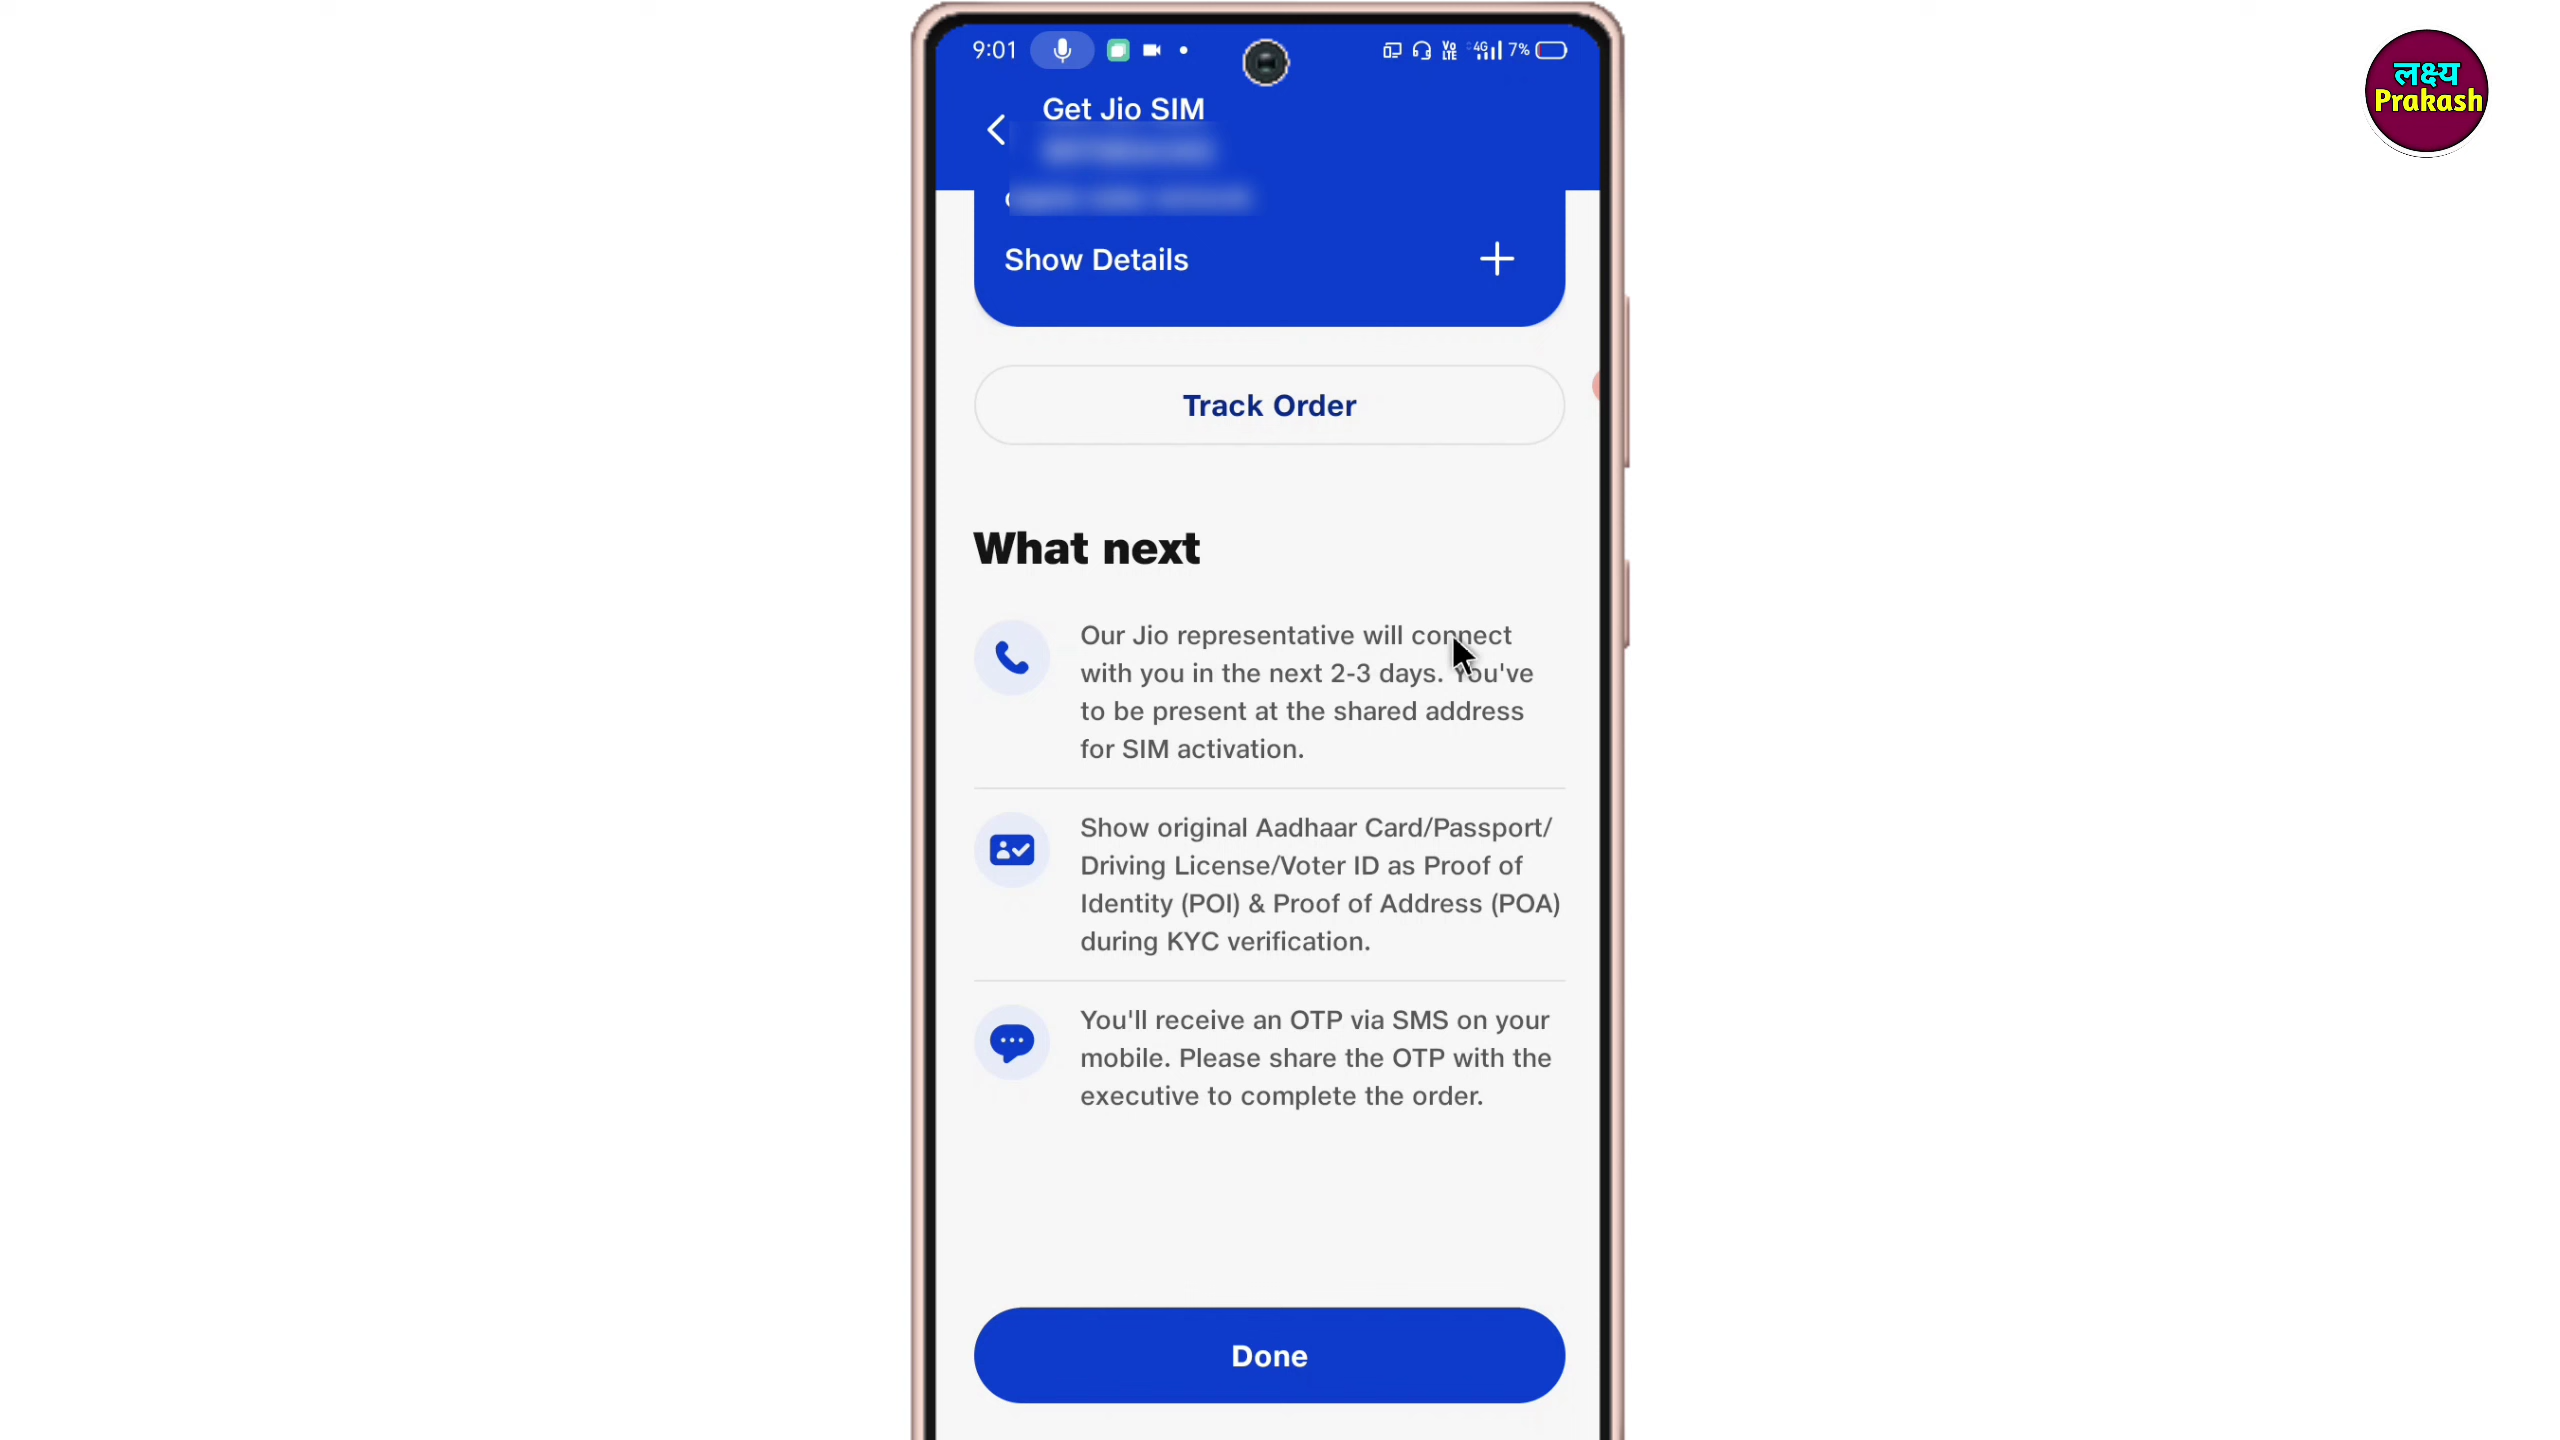 9:01
Vo LTE 4G 7%
लक्ष्य
Prakash
Get Jio SIM
Show Details
Track Order
What next
Our Jio representative will connect
with you in the next 2-3 days. You've
to be present at the shared address
for SIM activation.
Show original Aadhaar Card/Passport/
Driving License/Voter ID as Proof of
Identity (POI) & Proof of Address (POA)
during KYC verification.
You'll receive an OTP via SMS on your
mobile. Please share the OTP with the
executive to complete the order.
Done